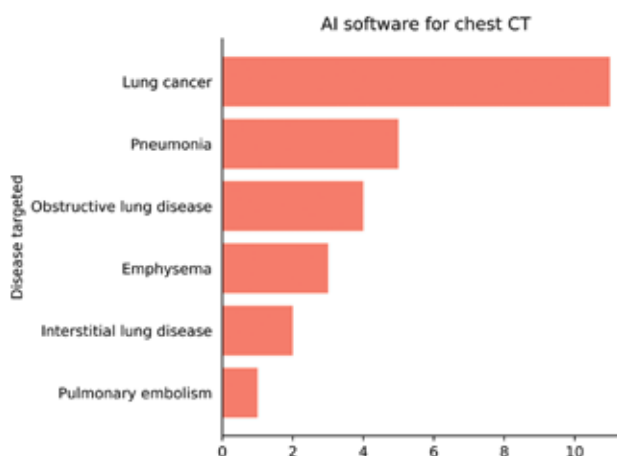 AI software for chest CT
Disease targeted
Lung cancer
Pneumonia
Obstructive lung disease
Emphysema
Interstitial lung disease
Pulmonary embolism
0 2 4 6 8 10